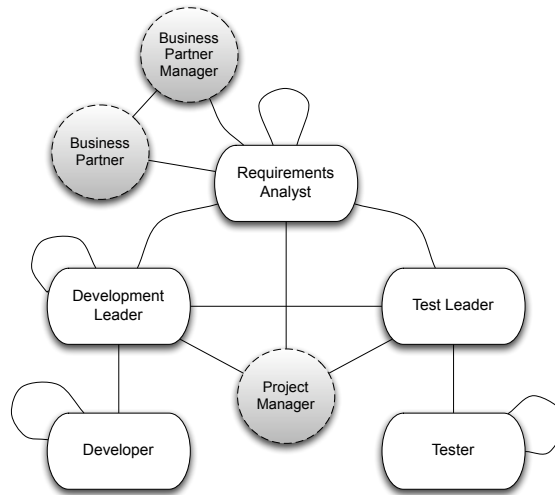 Business
Partner
Manager
Business
Partner
Requirements
Analyst
Development
Leader
Test Leader
Project
Manager
Developer
Tester